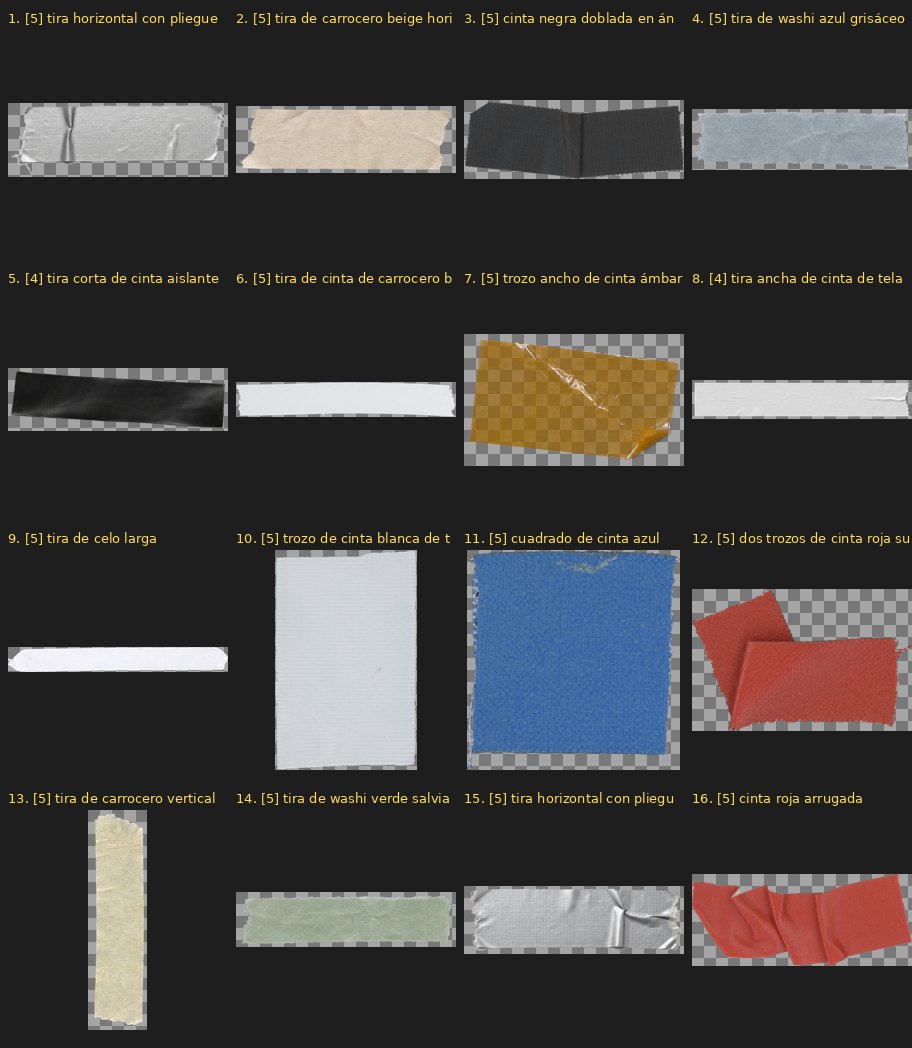 1. [5] tira horizontal con pliegue
2. [5] tira de carrocero beige hori
3. [5] cinta negra doblada en án
4. [5] tira de washi azul grisáceo
5. [4] tira corta de cinta aislante
6. [5] tira de cinta de carrocero b
7. [5] trozo ancho de cinta ámbar
8. [4] tira ancha de cinta de tela
9. [5] tira de celo larga
10. [5] trozo de cinta blanca de t
11. [5] cuadrado de cinta azul
12. [5] dos trozos de cinta roja su
13. [5] tira de carrocero vertical
14. [5] tira de washi verde salvia
15. [5] tira horizontal con pliegu
16. [5] cinta roja arrugada